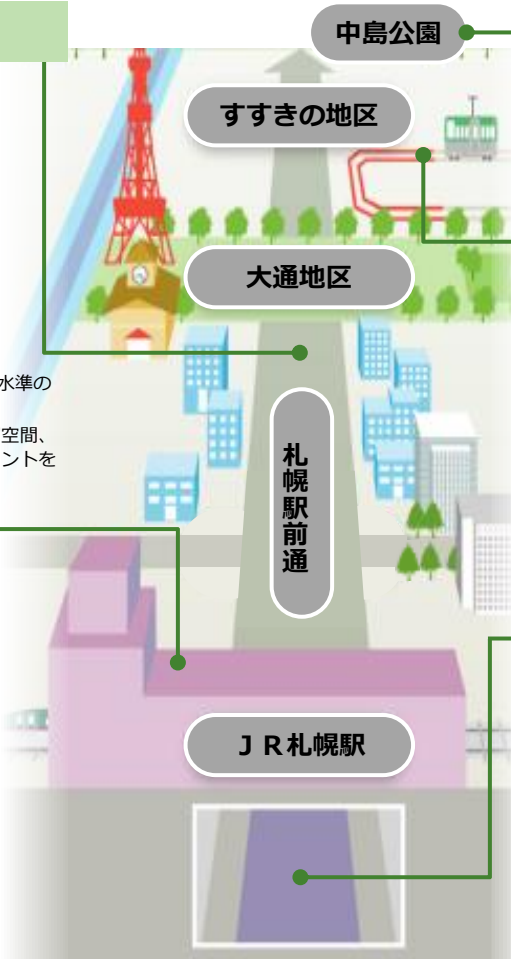 中島公園
すすきの地区
大通地区
水準の
空間、
ントを
札幌駅前通
ＪＲ札幌駅